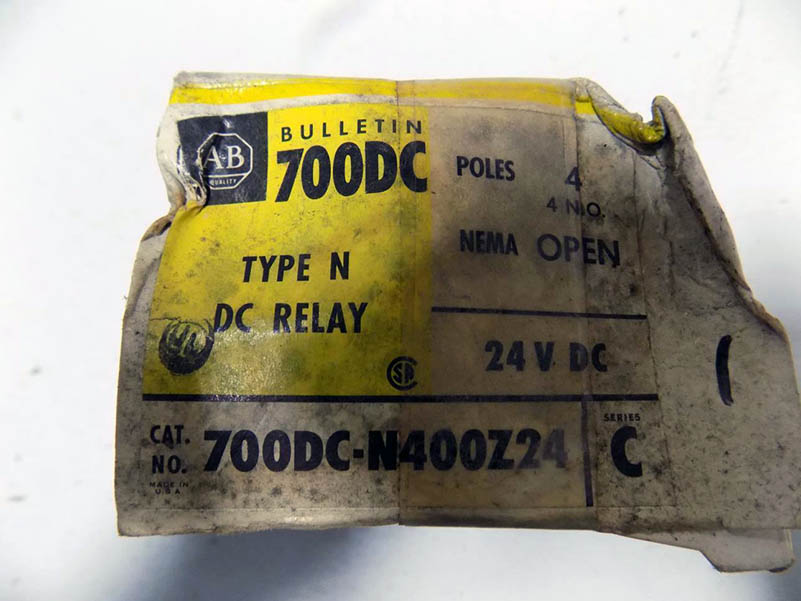 A-B
QUALITY
BULLETIN
700DC
TYPE N
DC RELAY
POLES 4
4 N.O.
NEMA OPEN
24 V DC
CAT. NO. 700DC-N400Z24
SERIES
C
MADE IN
U.S.A.